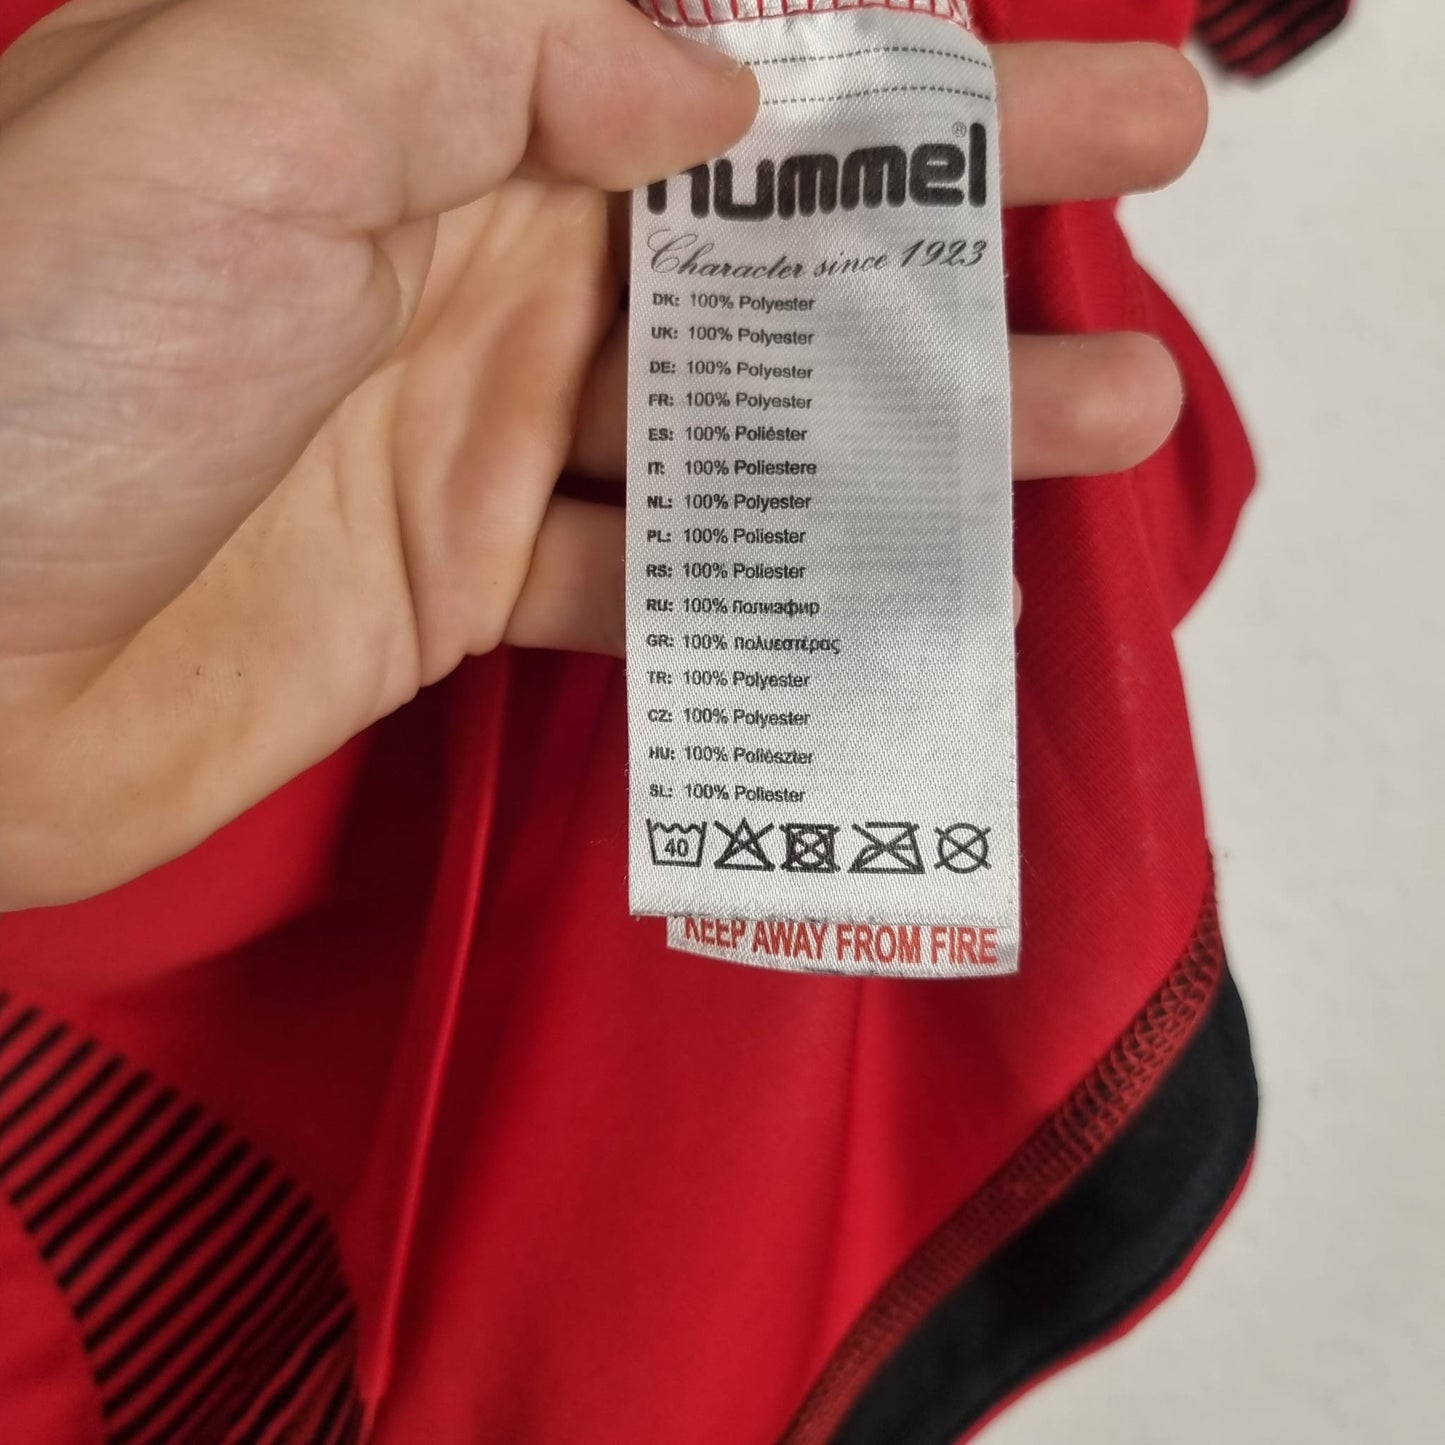 hummel®
Character since 1923
DK: 100% Polyester
UK: 100% Polyester
DE: 100% Polyester
FR: 100% Polyester
ES: 100% Poliéster
IT: 100% Poliestere
NL: 100% Polyester
PL: 100% Poliester
RS: 100% Poliester
RU: 100% Полиэфир
GR: 100% πολυεστέρας
TR: 100% Polyester
CZ: 100% Polyester
HU: 100% Poliészter
SL: 100% Poliester
40
KEEP AWAY FROM FIRE